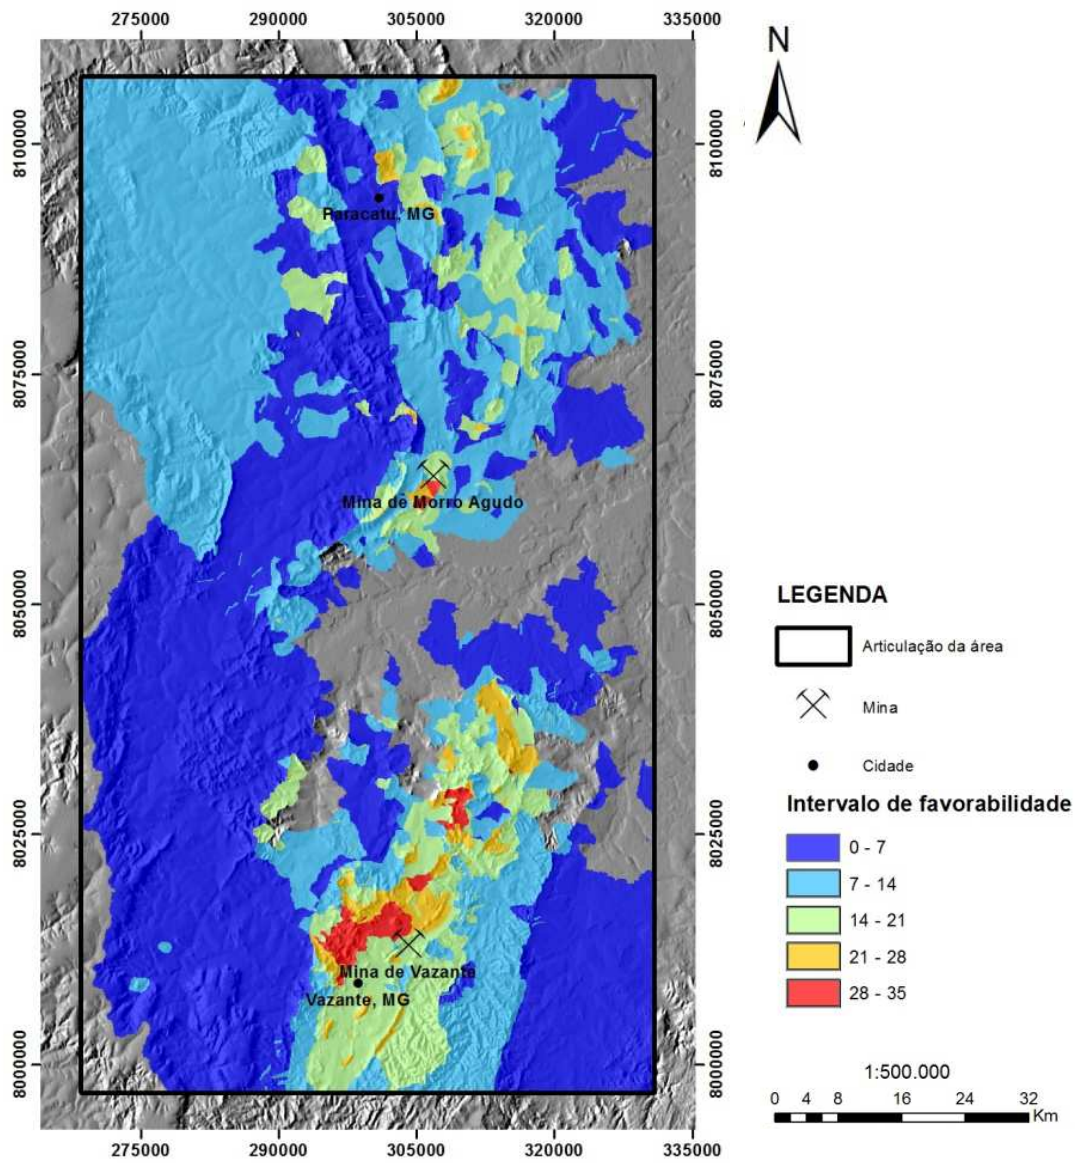 275000 290000 305000 320000 335000
N
8100000
8100000
Paracatu, MG
8075000
8075000
Mina de Morro Agudo
8050000
8050000
LEGENDA
Articulação da área
Mina
Cidade
Intervalo de favorabilidade
8025000
8025000
0 - 7
7 - 14
14 - 21
21 - 28
28 - 35
Mina de Vazante
Vazante, MG
8000000
8000000
1:500.000
0 4 8 16 24 32
Km
275000 290000 305000 320000 335000